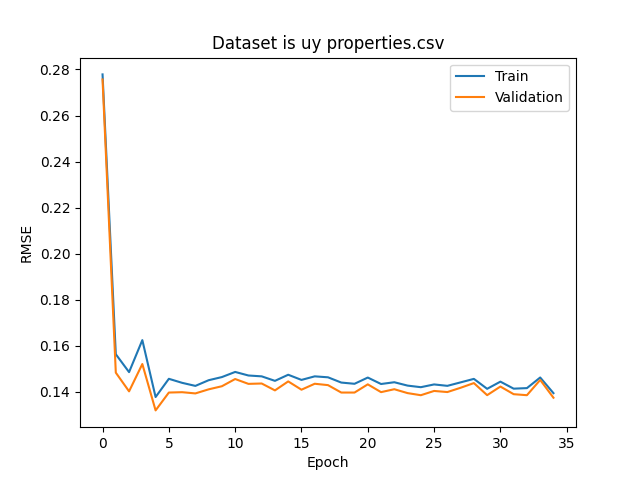 Dataset is uy properties.csv
Train
Validation
0.28
0.26
0.24
0.22
0.20
0.18
0.16
0.14
RMSE
0 5 10 15 20 25 30 35
Epoch